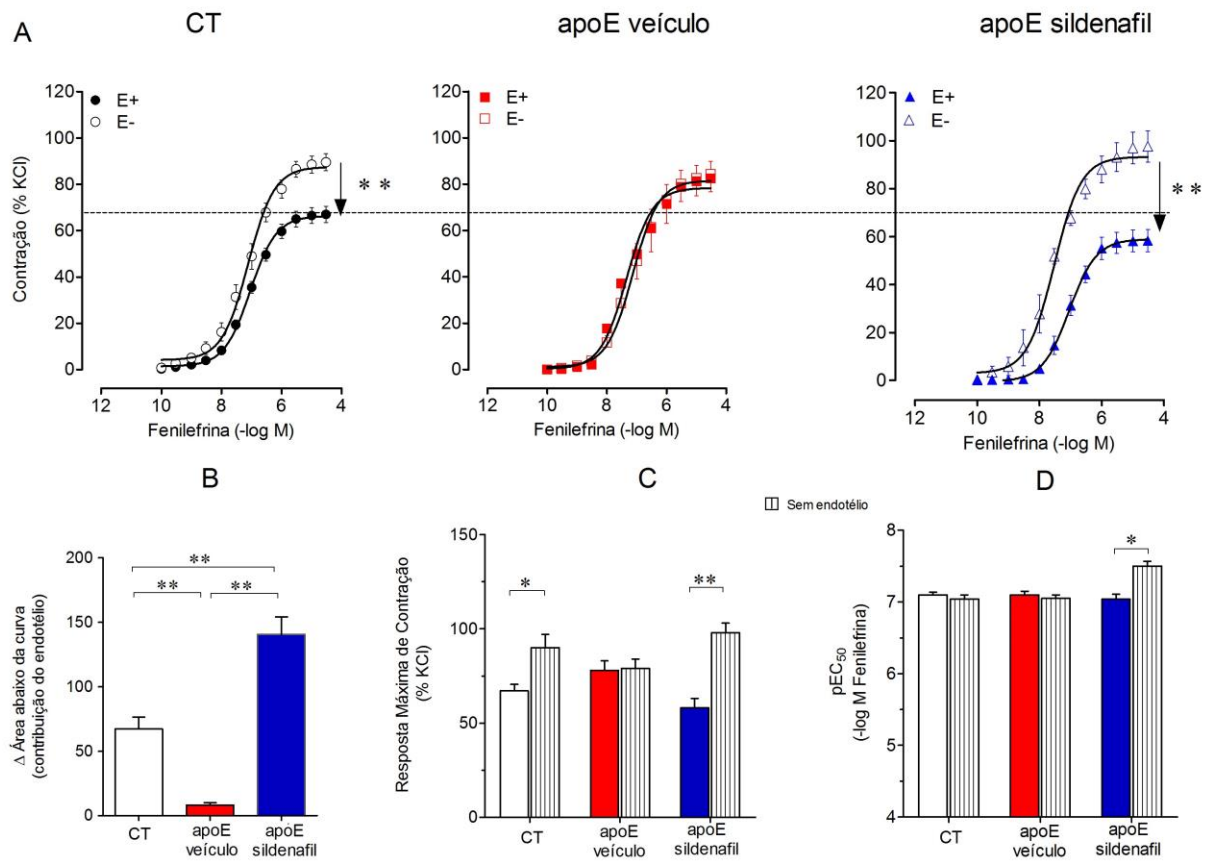 A
CT
apoE veículo
apoE sildenafil
120
100
80
60
40
20
0
Contração (% KCl)
E+
E-
**
12 10 8 6 4
Fenilefrina (-log M)
120
100
80
60
40
20
0
E+
E-
12 10 8 6 4
Fenilefrina (-log M)
120
100
80
60
40
20
0
E+
E-
**
12 10 8 6 4
Fenilefrina (-log M)
B
200
150
100
50
0
Δ Área abaixo da curva
(contribuição do endotélio)
**
**
**
CT
apoE
veículo
apoE
sildenafil
C
Sem endotélio
150
100
50
0
Resposta Máxima de Contração
(% KCl)
*
**
CT
apoE
veículo
apoE
sildenafil
D
8
7
6
5
4
pEC50
(-log M Fenilefrina)
*
CT
apoE
veículo
apoE
sildenafil